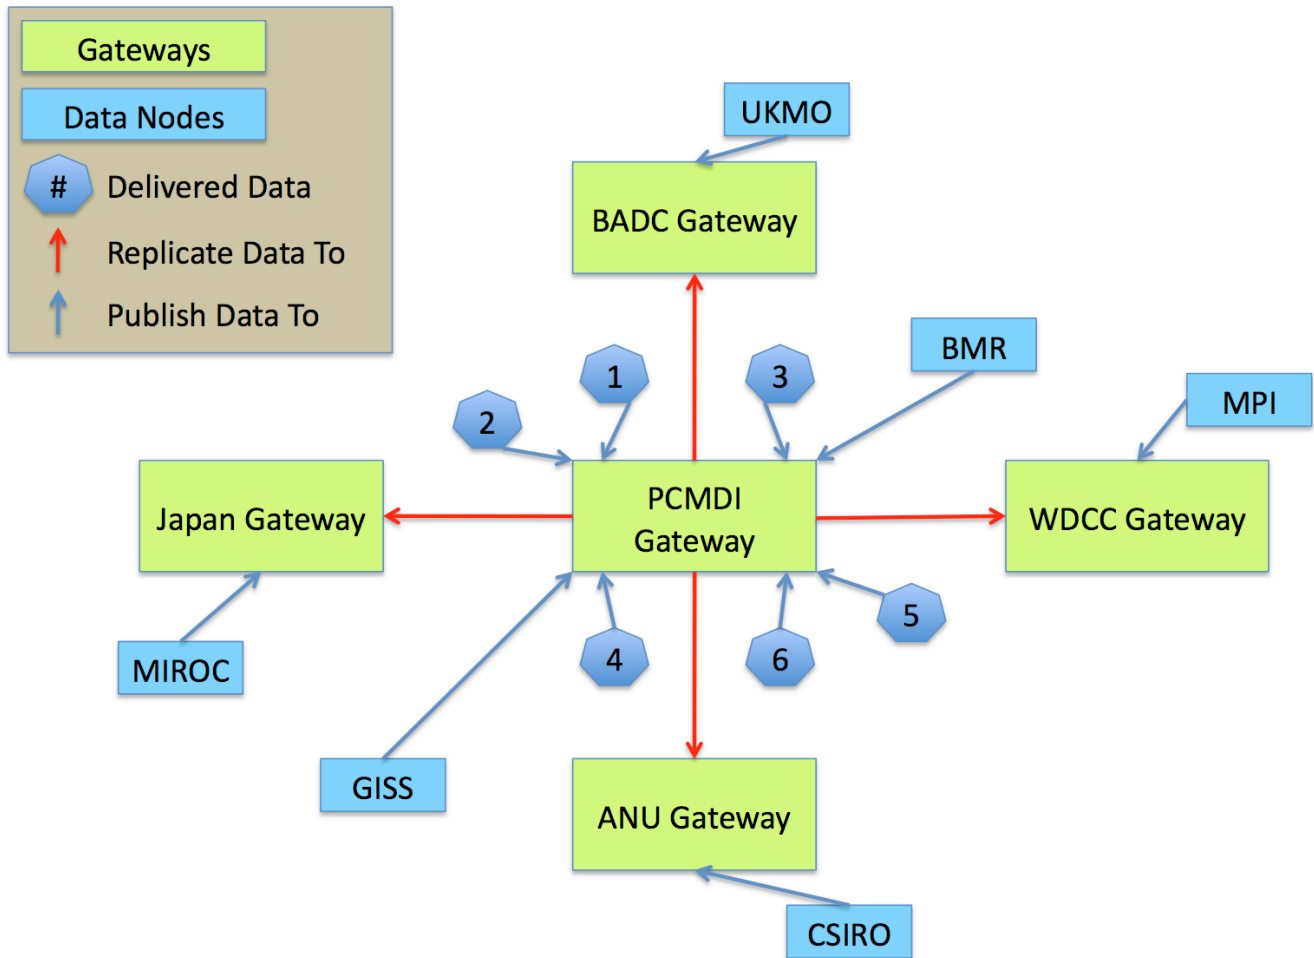 Gateways
Data Nodes
# Delivered Data
Replicate Data To
Publish Data To
UKMO
BADC Gateway
BMR
1
3
2
MPI
Japan Gateway
PCMDI
Gateway
WDCC Gateway
5
4
6
MIROC
GISS
ANU Gateway
CSIRO